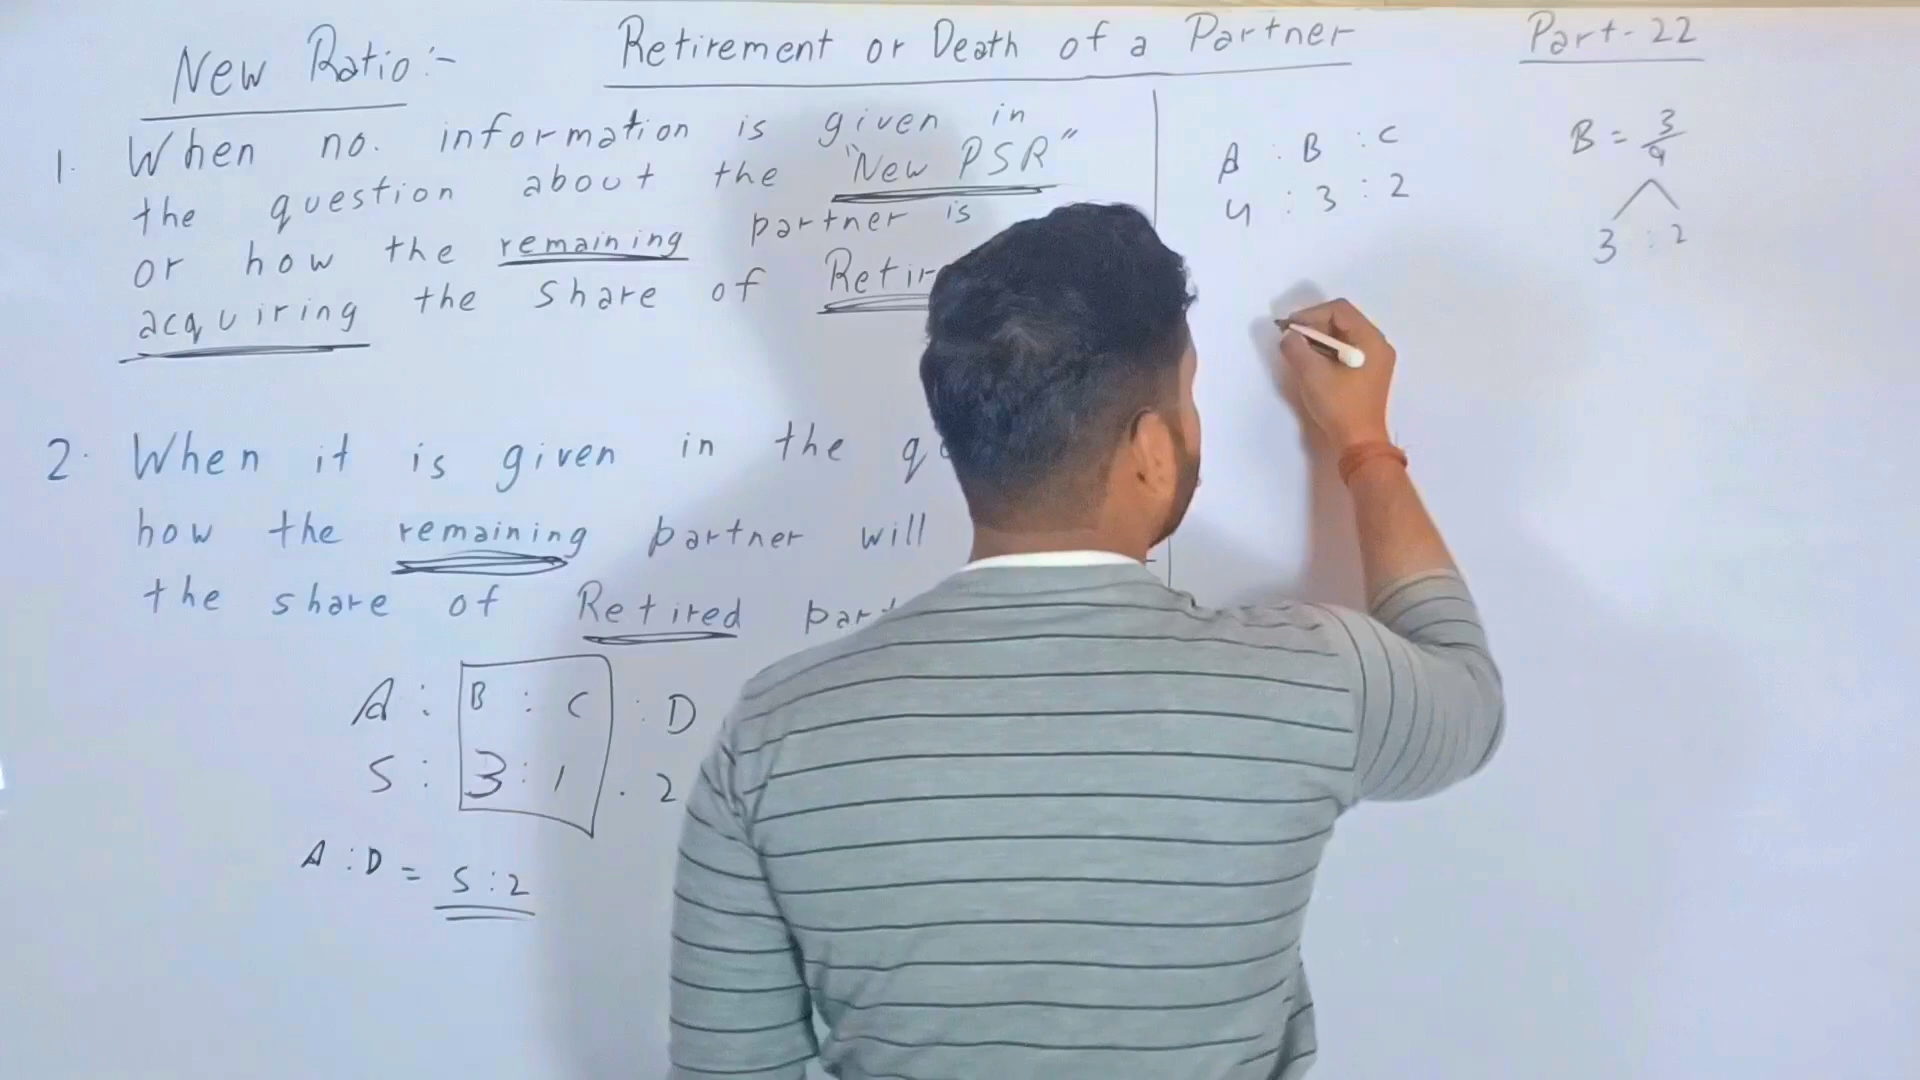 New Ratio :-
Retirement or Death of a Partner
Part-22
1. When no. information is given in
the question about the "New PSR"
or how the remaining partner is
acquiring the share of
2. When it is given in the
how the remaining partner will
the share of Retired
A : B : C : D
5 : 3 : 1 . 2
A : D = 5 : 2
A : B : C
4 : 3 : 2
B = 3/9
3 : 2